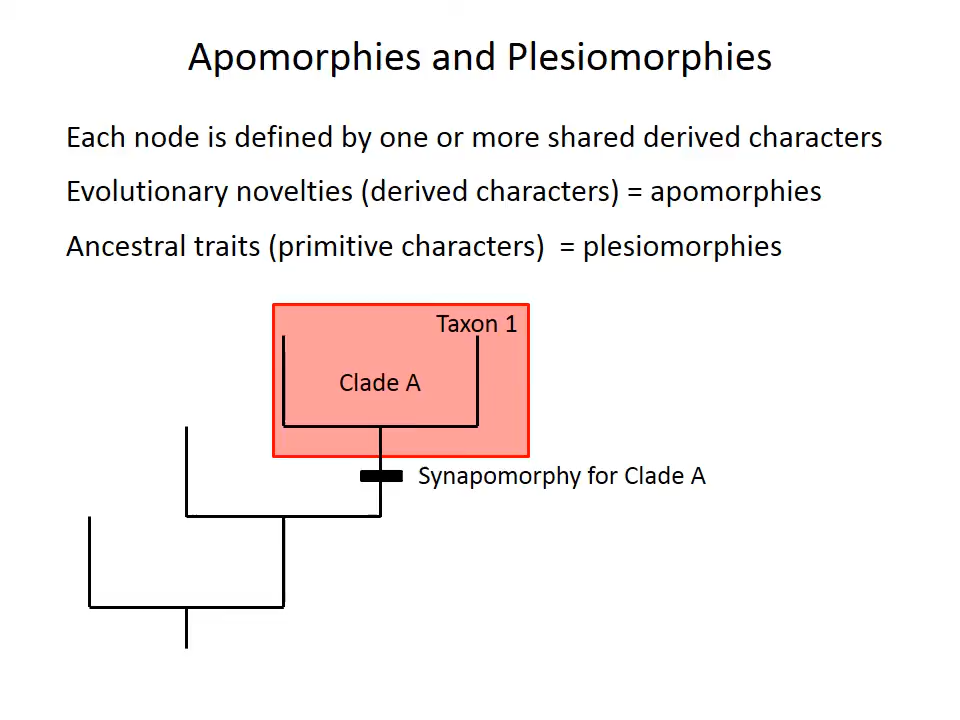 Apomorphies and Plesiomorphies
Each node is defined by one or more shared derived characters
Evolutionary novelties (derived characters) = apomorphies
Ancestral traits (primitive characters)  = plesiomorphies
Taxon 1
Clade A
Synapomorphy for Clade A